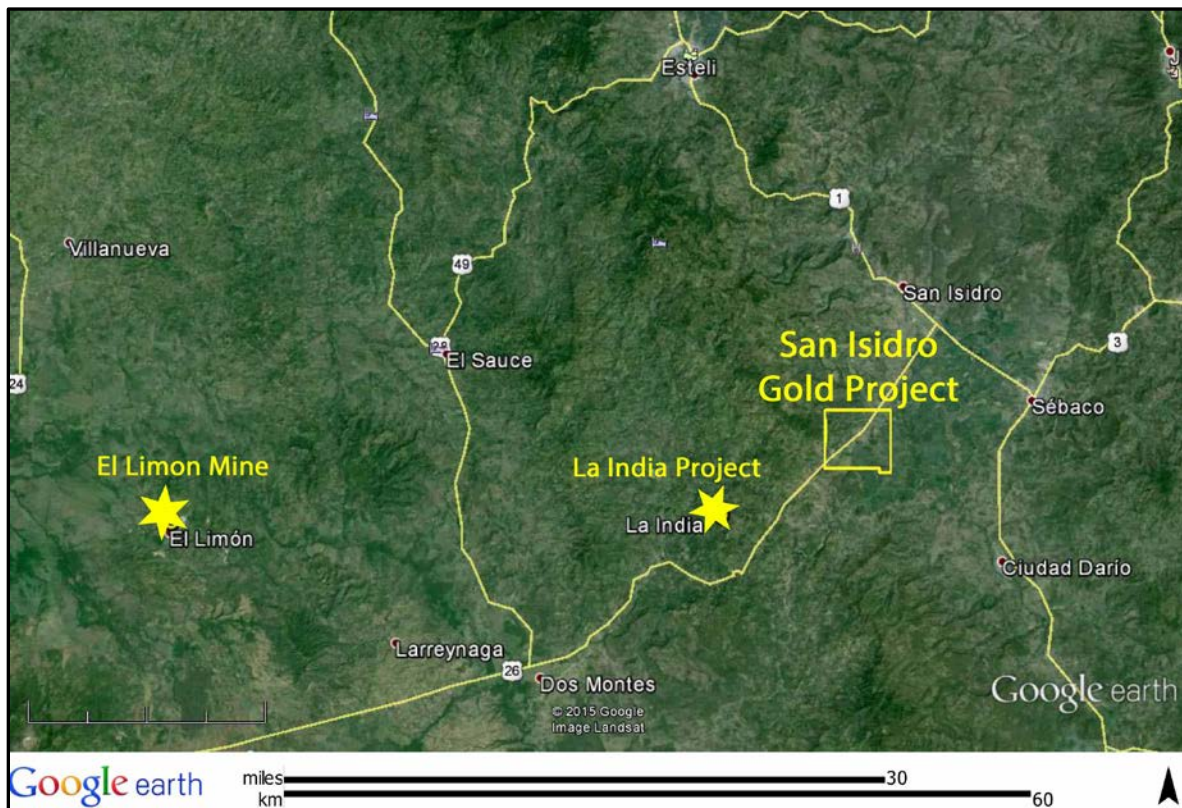 Esteli
J
1
Villanueva
49
San Isidro
San Isidro
Gold Project
3
28
El Sauce
24
Sébaco
El Limon Mine
La India Project
La India
El Limón
Ciudad Darío
Larreynaga
26
Dos Montes
© 2015 Google
Image Landsat
Google earth
Google earth
miles
30
km
60